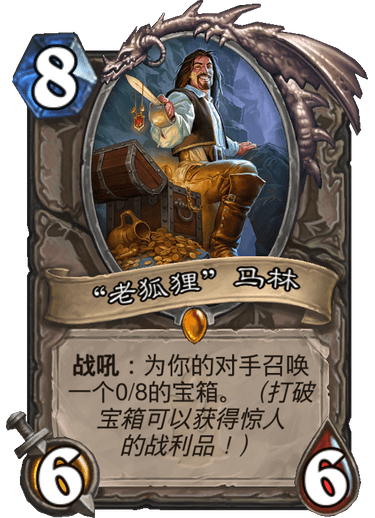 8
“老狐狸”马林
战吼：为你的对手召唤
一个0/8的宝箱。（打破
宝箱可以获得惊人
的战利品！）
6
6